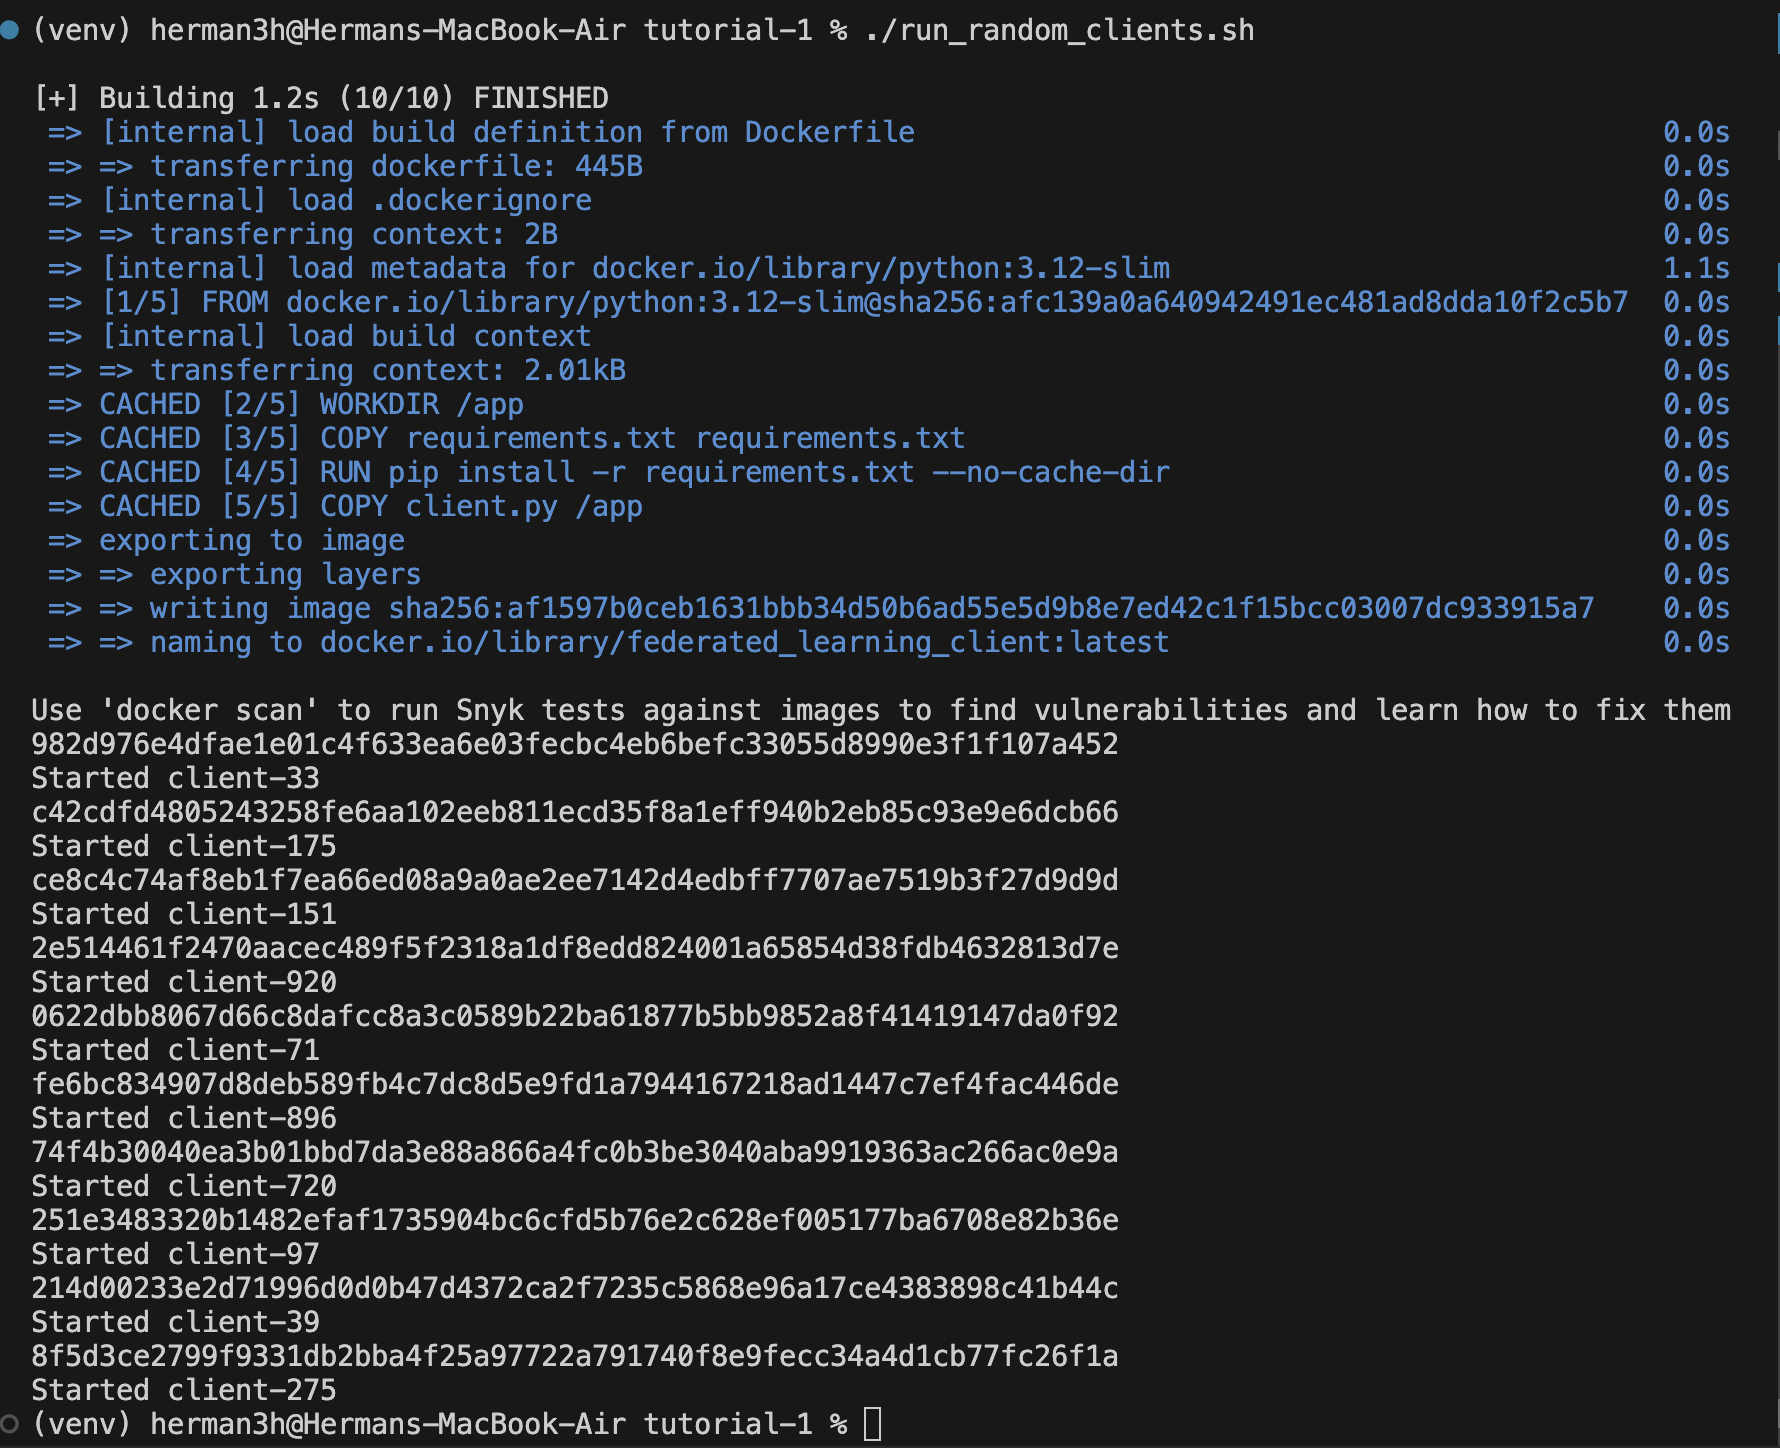 (venv) herman3h@Hermans-MacBook-Air tutorial-1 % ./run_random_clients.sh
[+] Building 1.2s (10/10) FINISHED
=> [internal] load build definition from Dockerfile 0.0s
=> => transferring dockerfile: 445B 0.0s
=> [internal] load .dockerignore 0.0s
=> => transferring context: 2B 0.0s
=> [internal] load metadata for docker.io/library/python:3.12-slim 1.1s
=> [1/5] FROM docker.io/library/python:3.12-slim@sha256:afc139a0a640942491ec481ad8dda10f2c5b7 0.0s
=> [internal] load build context 0.0s
=> => transferring context: 2.01kB 0.0s
=> CACHED [2/5] WORKDIR /app 0.0s
=> CACHED [3/5] COPY requirements.txt requirements.txt 0.0s
=> CACHED [4/5] RUN pip install -r requirements.txt --no-cache-dir 0.0s
=> CACHED [5/5] COPY client.py /app 0.0s
=> exporting to image 0.0s
=> => exporting layers 0.0s
=> => writing image sha256:af1597b0ceb1631bbb34d50b6ad55e5d9b8e7ed42c1f15bcc03007dc933915a7 0.0s
=> => naming to docker.io/library/federated_learning_client:latest 0.0s
Use 'docker scan' to run Snyk tests against images to find vulnerabilities and learn how to fix them
982d976e4dfae1e01c4f633ea6e03fecbc4eb6befc33055d8990e3f1f107a452
Started client-33
c42cdfd4805243258fe6aa102eeb811ecd35f8a1eff940b2eb85c93e9e6dcb66
Started client-175
ce8c4c74af8eb1f7ea66ed08a9a0ae2ee7142d4edbff7707ae7519b3f27d9d9d
Started client-151
2e514461f2470aacec489f5f2318a1df8edd824001a65854d38fdb4632813d7e
Started client-920
0622dbb8067d66c8dafcc8a3c0589b22ba61877b5bb9852a8f41419147da0f92
Started client-71
fe6bc834907d8deb589fb4c7dc8d5e9fd1a7944167218ad1447c7ef4fac446de
Started client-896
74f4b30040ea3b01bbd7da3e88a866a4fc0b3be3040aba9919363ac266ac0e9a
Started client-720
251e3483320b1482efaf1735904bc6cfd5b76e2c628ef005177ba6708e82b36e
Started client-97
214d00233e2d71996d0d0b47d4372ca2f7235c5868e96a17ce4383898c41b44c
Started client-39
8f5d3ce2799f9331db2bba4f25a97722a791740f8e9fecc34a4d1cb77fc26f1a
Started client-275
(venv) herman3h@Hermans-MacBook-Air tutorial-1 %